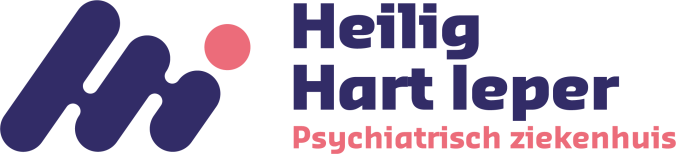 Heilig
Hart Ieper
Psychiatrisch ziekenhuis